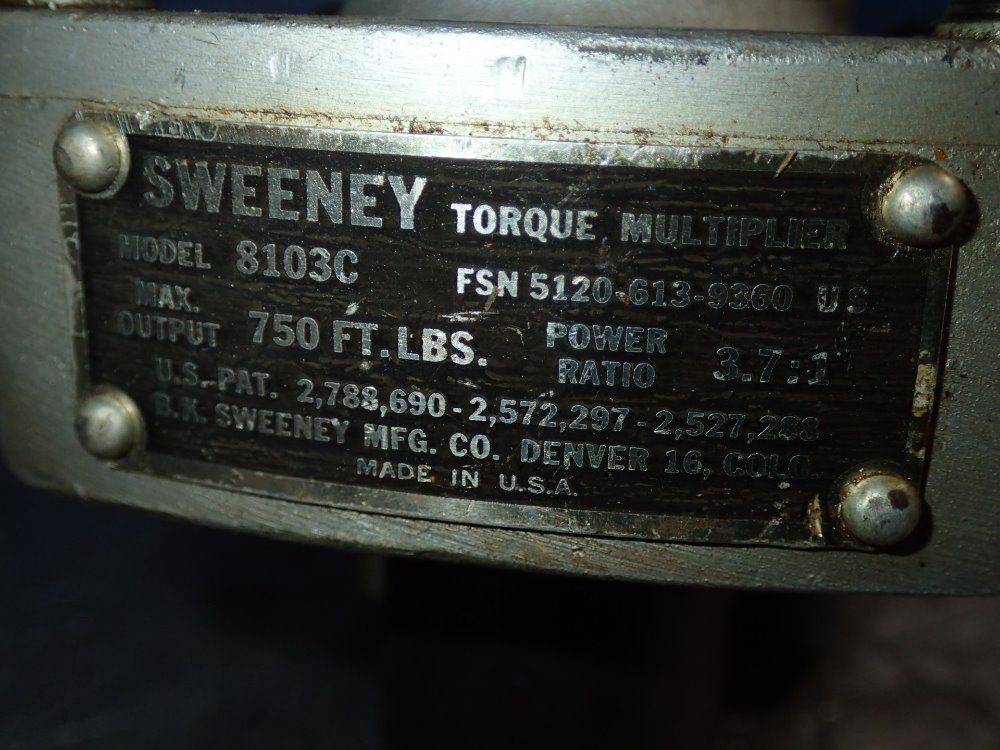 SWEENEY TORQUE MULTIPLIER
MODEL 8103C FSN 5120-613-9360 US
MAX. OUTPUT 750 FT. LBS. POWER RATIO 3.7:1
U.S. PAT. 2,788,690 - 2,572,297 - 2,527,288
B.K. SWEENEY MFG. CO. DENVER 16, COLO.
MADE IN U.S.A.